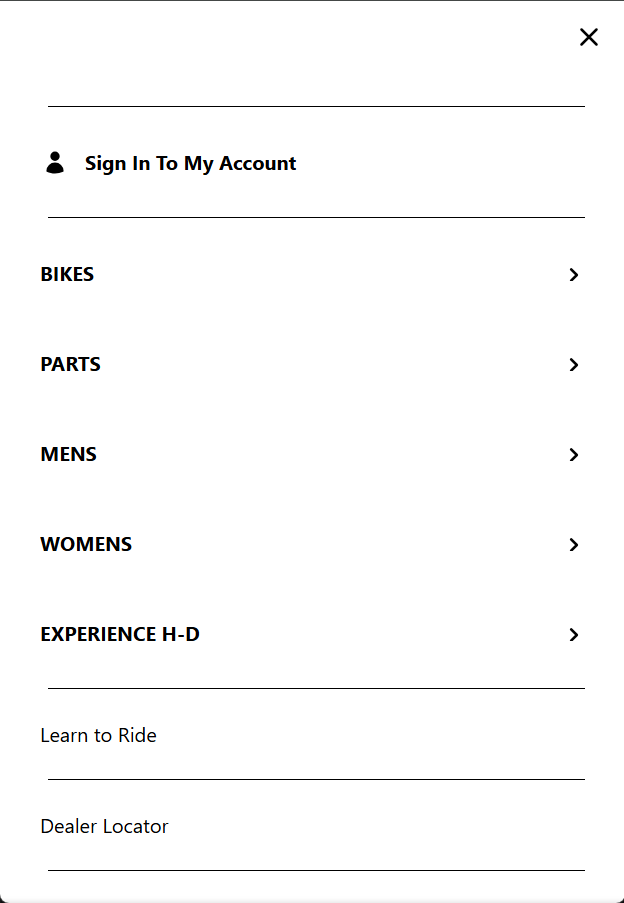 Sign In To My Account
BIKES
PARTS
MENS
WOMENS
EXPERIENCE H-D
Learn to Ride
Dealer Locator